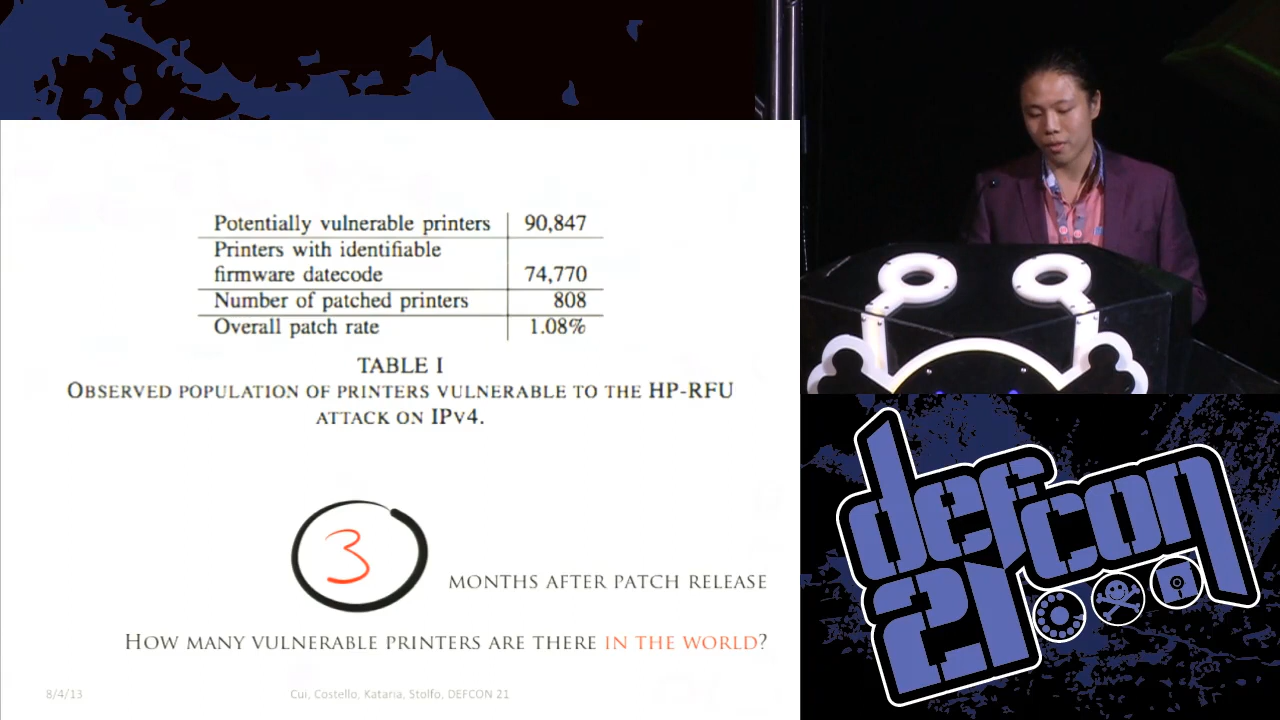 Potentially vulnerable printers 90,847
Printers with identifiable
firmware datecode 74,770
Number of patched printers 808
Overall patch rate 1.08%
TABLE I
OBSERVED POPULATION OF PRINTERS VULNERABLE TO THE HP-RFU
ATTACK ON IPV4.
3
MONTHS AFTER PATCH RELEASE
HOW MANY VULNERABLE PRINTERS ARE THERE IN THE WORLD?
8/4/13 Cui, Costello, Kataria, Stolfo, DEFCON 21
defcon
21